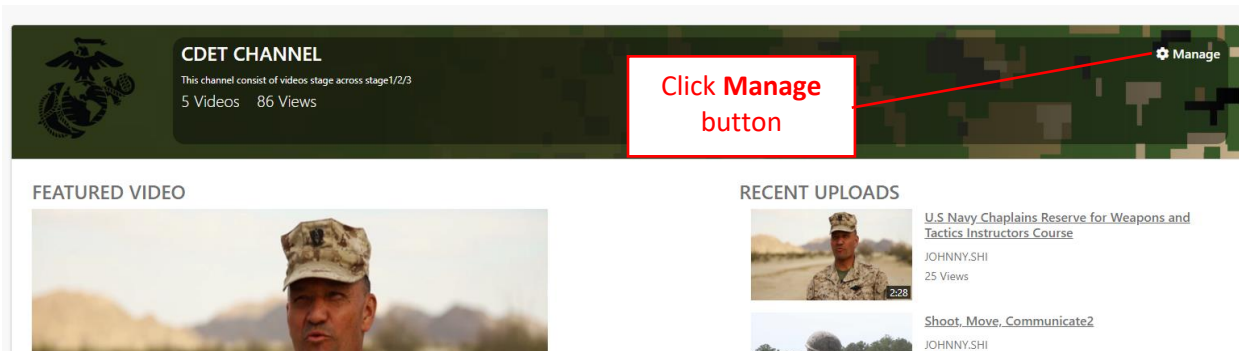 CDET CHANNEL
This channel consist of videos stage across stage1/2/3
5 Videos 86 Views
Manage
Click Manage
button
FEATURED VIDEO
RECENT UPLOADS
U.S Navy Chaplains Reserve for Weapons and
Tactics Instructors Course
JOHNNY.SHI
25 Views
2:28
Shoot, Move, Communicate2
JOHNNY.SHI